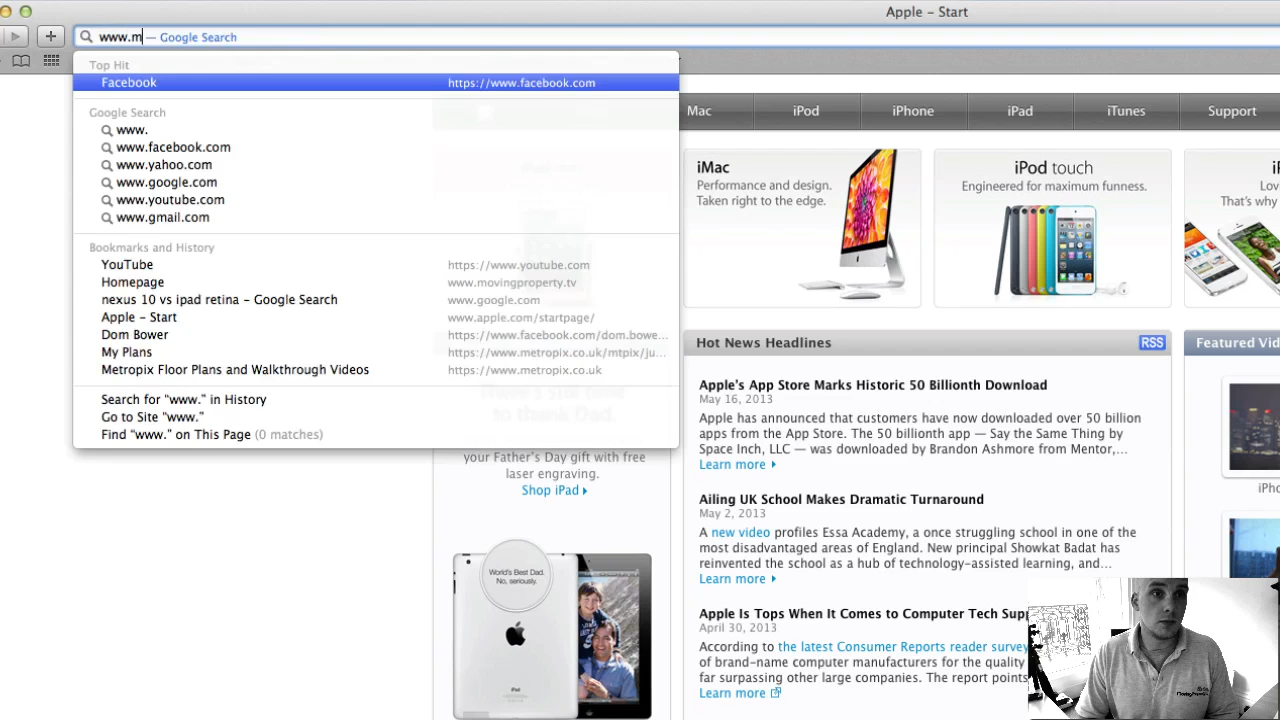 Apple – Start
www.m — Google Search
Top Hit
Facebook https://www.facebook.com
Google Search
www.
www.facebook.com
www.yahoo.com
www.google.com
www.youtube.com
www.gmail.com
Bookmarks and History
YouTube https://www.youtube.com
Homepage www.movingproperty.tv
nexus 10 vs ipad retina – Google Search www.google.com
Apple – Start www.apple.com/startpage/
Dom Bower https://www.facebook.com/dom.bowe...
My Plans https://www.metropix.co.uk/mtpix/ju...
Metropix Floor Plans and Walkthrough Videos https://www.metropix.co.uk
Search for “www.” in History
Go to Site “www.”
Find “www.” on This Page (0 matches)
Mac iPod iPhone iPad iTunes Support
iMac
Performance and design.
Taken right to the edge.
iPod touch
Engineered for maximum funness.
That's why
to thank Dad.
your Father's Day gift with free
laser engraving.
Shop iPad
World's Best Dad.
No, seriously.
iPad
Hot News Headlines RSS
Apple’s App Store Marks Historic 50 Billionth Download
May 16, 2013
Apple has announced that customers have now downloaded over 50 billion
apps from the App Store. The 50 billionth app — Say the Same Thing by
Space Inch, LLC — was downloaded by Brandon Ashmore from Mentor,...
Learn more
Ailing UK School Makes Dramatic Turnaround
May 2, 2013
A new video profiles Essa Academy, a once struggling school in one of the
most disadvantaged areas of England. New principal Showkat Badat has
reinvented the school as a hub of technology-assisted learning, and...
Learn more
Apple Is Tops When It Comes to Computer Tech Supp
April 30, 2013
According to the latest Consumer Reports reader survey
of brand-name computer manufacturers for the quality
far surpassing other large companies. The report points
Learn more
Featured Vid
iPho